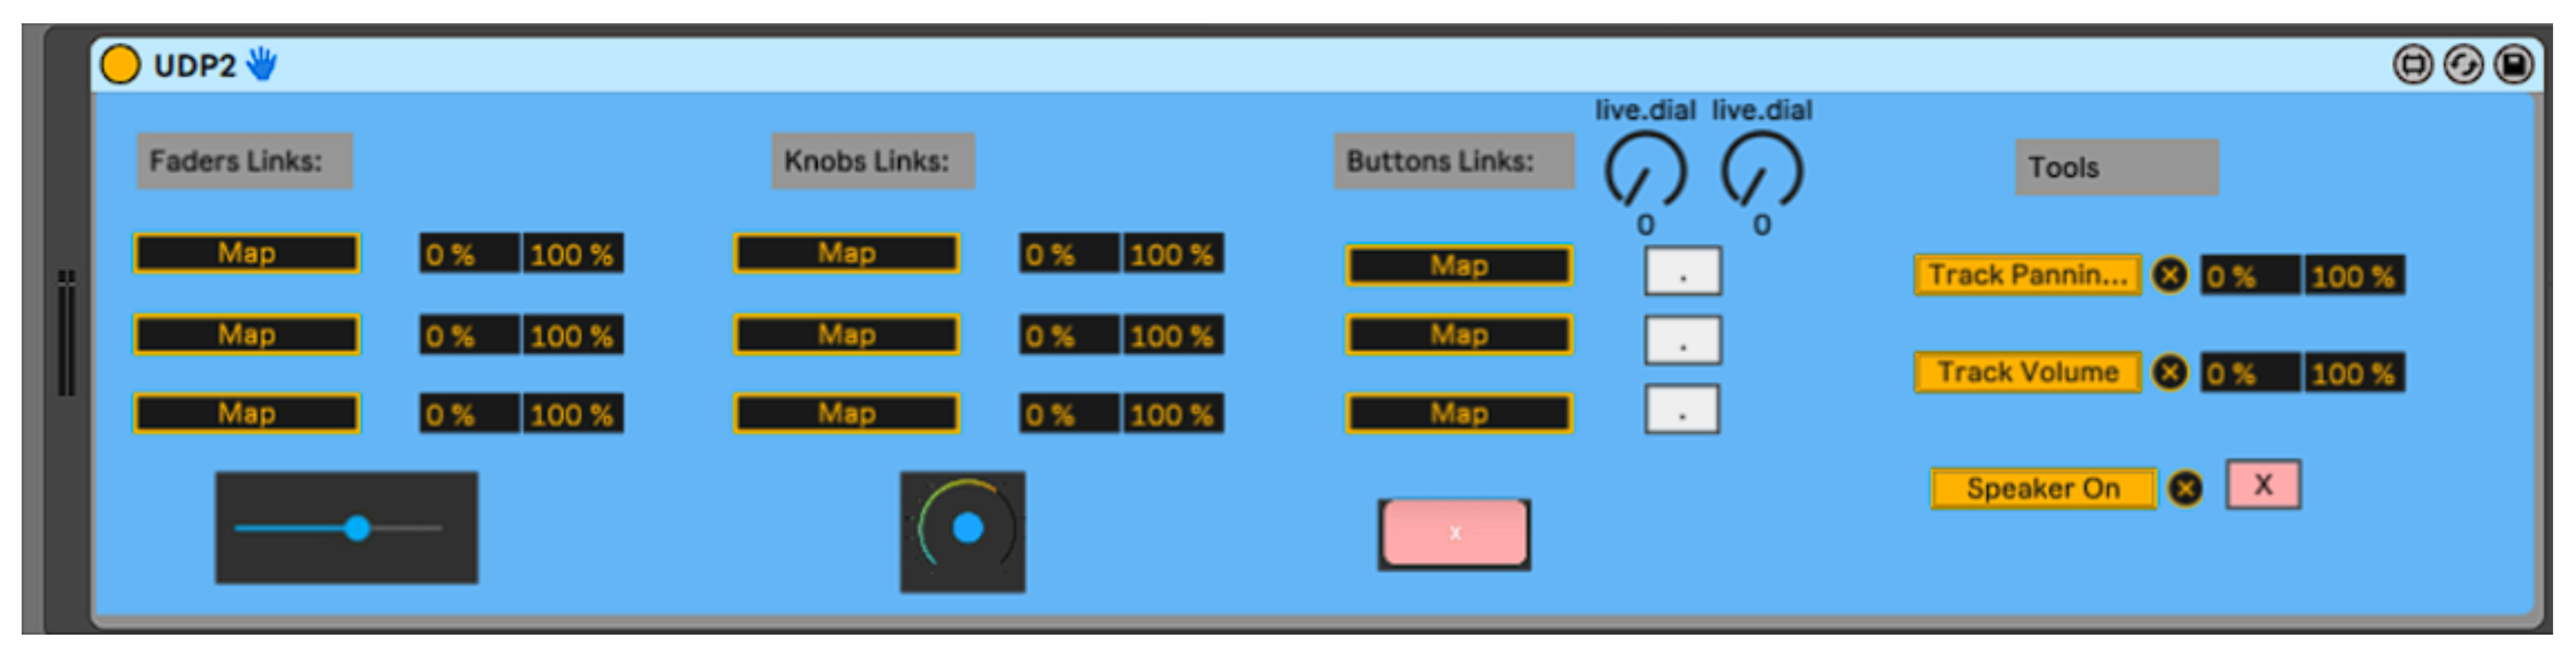 UDP2
live.dial live.dial
Faders Links:
Knobs Links:
Buttons Links:
Tools
0 0
Map 0 % 100 % Map 0 % 100 % Map .
Track Pannin... X 0 % 100 %
Map 0 % 100 % Map 0 % 100 % Map .
Track Volume X 0 % 100 %
Map 0 % 100 % Map 0 % 100 % Map .
Speaker On X X
x